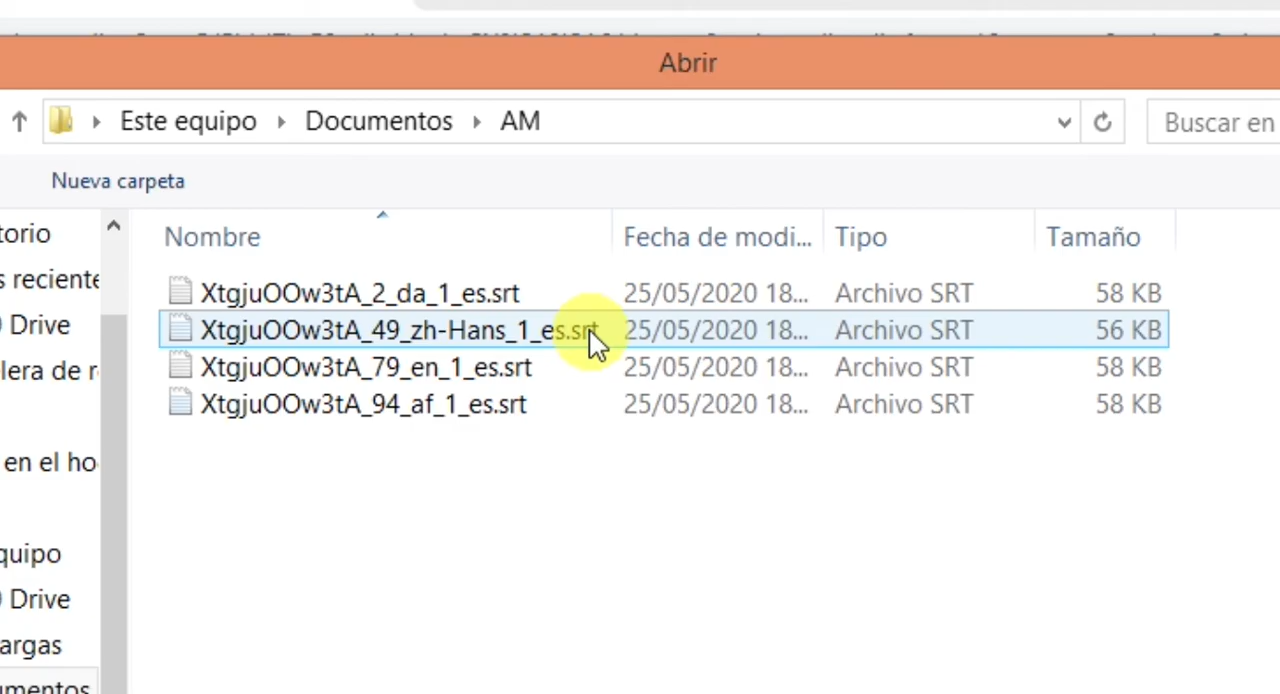 Abrir
Este equipo Documentos AM
Buscar en
Nueva carpeta
Nombre Fecha de modi... Tipo Tamaño
XtgjuOOw3tA_2_da_1_es.srt 25/05/2020 18... Archivo SRT 58 KB
XtgjuOOw3tA_49_zh-Hans_1_es.srt 25/05/2020 18... Archivo SRT 56 KB
XtgjuOOw3tA_79_en_1_es.srt 25/05/2020 18... Archivo SRT 58 KB
XtgjuOOw3tA_94_af_1_es.srt 25/05/2020 18... Archivo SRT 58 KB
torio
s reciente
Drive
lera de r
en el ho
quipo
Drive
argas
umentos